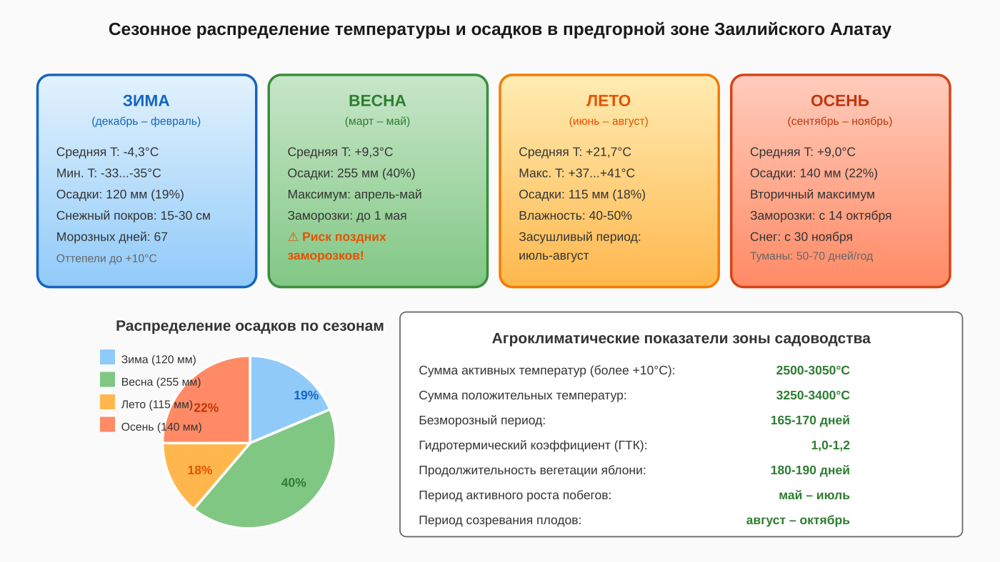 Сезонное распределение температуры и осадков в предгорной зоне Заилийского Алатау
ЗИМА
(декабрь – февраль)
Средняя Т: -4,3°C
Мин. Т: -33...-35°C
Осадки: 120 мм (19%)
Снежный покров: 15-30 см
Морозных дней: 67
Оттепели до +10°C
ВЕСНА
(март – май)
Средняя Т: +9,3°C
Осадки: 255 мм (40%)
Максимум: апрель-май
Заморозки: до 1 мая
⚠ Риск поздних
заморозков!
ЛЕТО
(июнь – август)
Средняя Т: +21,7°C
Макс. Т: +37...+41°C
Осадки: 115 мм (18%)
Влажность: 40-50%
Засушливый период:
июль-август
ОСЕНЬ
(сентябрь – ноябрь)
Средняя Т: +9,0°C
Осадки: 140 мм (22%)
Вторичный максимум
Заморозки: с 14 октября
Снег: с 30 ноября
Туманы: 50-70 дней/год
Распределение осадков по сезонам
Зима (120 мм)
Весна (255 мм)
Лето (115 мм)
Осень (140 мм)
19%
22%
18%
40%
Агроклиматические показатели зоны садоводства
Сумма активных температур (более +10°C): 2500-3050°C
Сумма положительных температур: 3250-3400°C
Безморозный период: 165-170 дней
Гидротермический коэффициент (ГТК): 1,0-1,2
Продолжительность вегетации яблони: 180-190 дней
Период активного роста побегов: май – июль
Период созревания плодов: август – октябрь